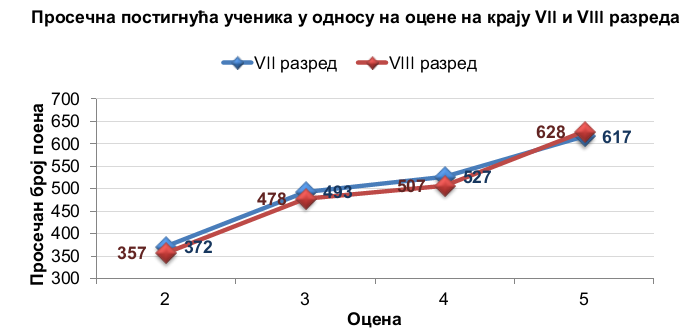 Просечна постигнућа ученика у односу на оцене на крају VII и VIII разреда
VII разред VIII разред
Просечан број поена
700
650
600
550
500
450
400
350
300
357 372
478 493
507 527
628 617
2 3 4 5
Оцена